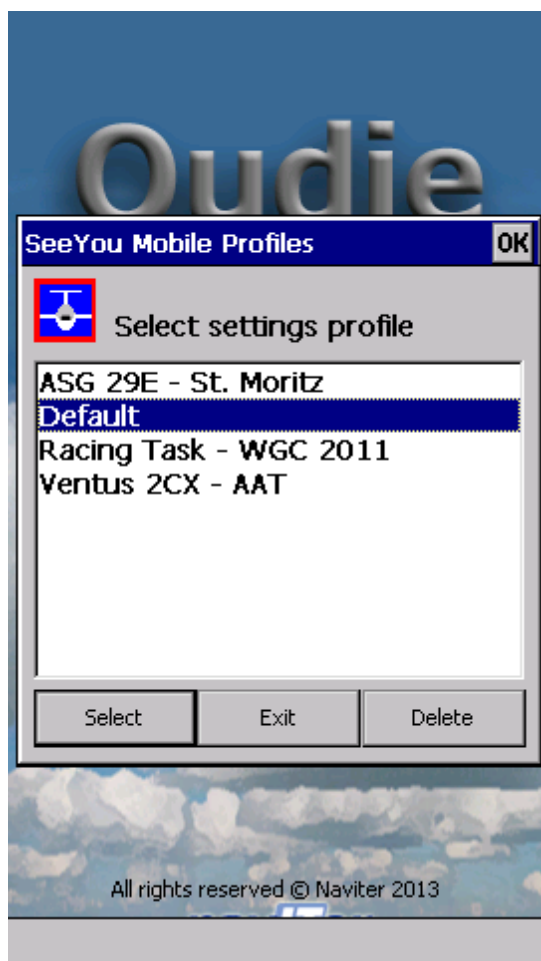 Oudie
SeeYou Mobile Profiles OK
Select settings profile
ASG 29E - St. Moritz
Default
Racing Task - WGC 2011
Ventus 2CX - AAT
Select Exit Delete
All rights reserved © Naviter 2013